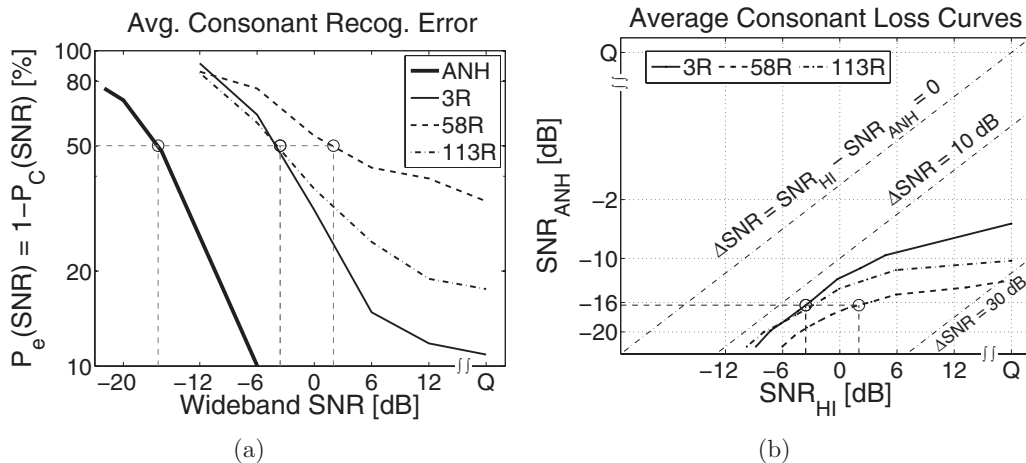 Avg. Consonant Recog. Error
P_e(SNR) = 1−P_C(SNR) [%]
100
80
50
20
10
ANH
3R
58R
113R
−20
−12
−6
0
6
12
Q
Wideband SNR [dB]
(a)
Average Consonant Loss Curves
SNR_ANH [dB]
Q
−2
−10
−16
−20
3R
58R
113R
ΔSNR = SNR_HI − SNR_ANH = 0
ΔSNR = 10 dB
ΔSNR = 30 dB
−12
−6
0
6
12
Q
SNR_HI [dB]
(b)